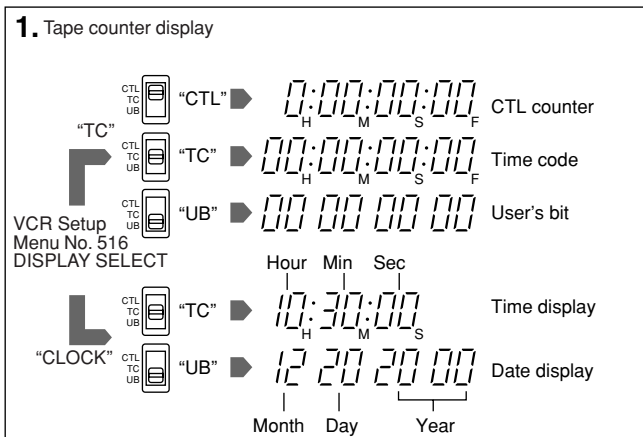 1. Tape counter display
CTL
TC
UB
“CTL”
0:00:00:00
H M S F
CTL counter
“TC”
CTL
TC
UB
“TC”
00:00:00:00
H M S F
Time code
CTL
TC
UB
“UB”
00 00 00 00
User's bit
VCR Setup
Menu No. 516
DISPLAY SELECT
Hour Min Sec
CTL
TC
UB
“TC”
10:30:00
H M S
Time display
“CLOCK”
CTL
TC
UB
“UB”
12 20 20 00
Date display
Month Day Year